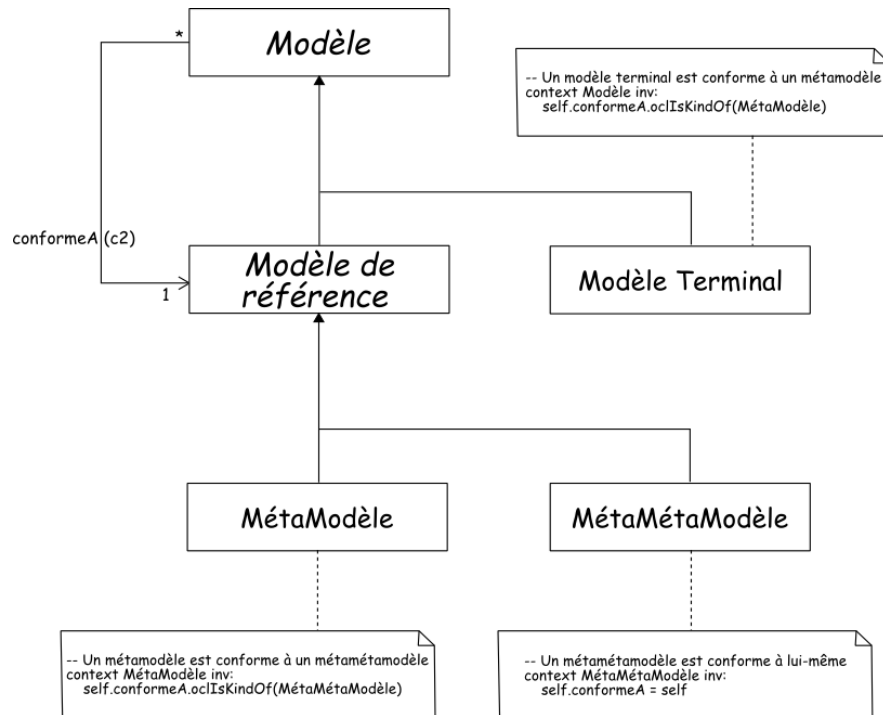 *
Modèle
-- Un modèle terminal est conforme à un métamodèle
context Modèle inv:
self.conformeA.oclIsKindOf(MétaModèle)
conformeA (c2)
1
Modèle de
référence
Modèle Terminal
MétaModèle
MétaMétaModèle
-- Un métamodèle est conforme à un métamétamodèle
context MétaModèle inv:
self.conformeA.oclIsKindOf(MétaMétaModèle)
-- Un métamétamodèle est conforme à lui-même
context MétaMétaModèle inv:
self.conformeA = self